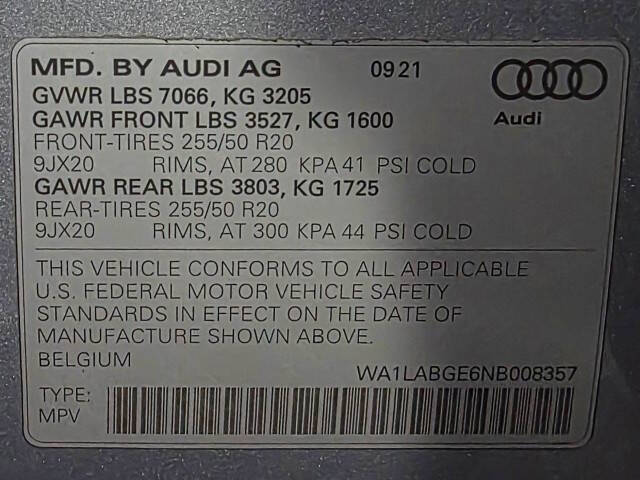 MFD. BY AUDI AG 09 21
GVWR LBS 7066, KG 3205
GAWR FRONT LBS 3527, KG 1600
FRONT-TIRES 255/50 R20
9JX20 RIMS, AT 280 KPA 41 PSI COLD
GAWR REAR LBS 3803, KG 1725
REAR-TIRES 255/50 R20
9JX20 RIMS, AT 300 KPA 44 PSI COLD
Audi
THIS VEHICLE CONFORMS TO ALL APPLICABLE
U.S. FEDERAL MOTOR VEHICLE SAFETY
STANDARDS IN EFFECT ON THE DATE OF
MANUFACTURE SHOWN ABOVE.
BELGIUM WA1LABGE6NB008357
TYPE:
MPV